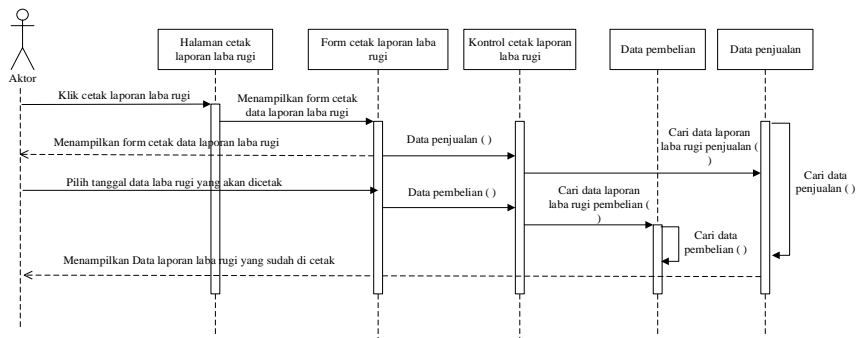 Halaman cetak
laporan laba rugi
Form cetak laporan laba
rugi
Kontrol cetak laporan
laba rugi
Data pembelian
Data penjualan
Aktor
Klik cetak laporan laba rugi
Menampilkan form cetak
data laporan laba rugi
Menampilkan form cetak data laporan laba rugi
Data penjualan ( )
Cari data laporan
laba rugi penjualan (
)
Cari data
penjualan ( )
Pilih tanggal data laba rugi yang akan dicetak
Data pembelian ( )
Cari data laporan
laba rugi pembelian (
)
Cari data
pembelian ( )
Menampilkan Data laporan laba rugi yang sudah di cetak